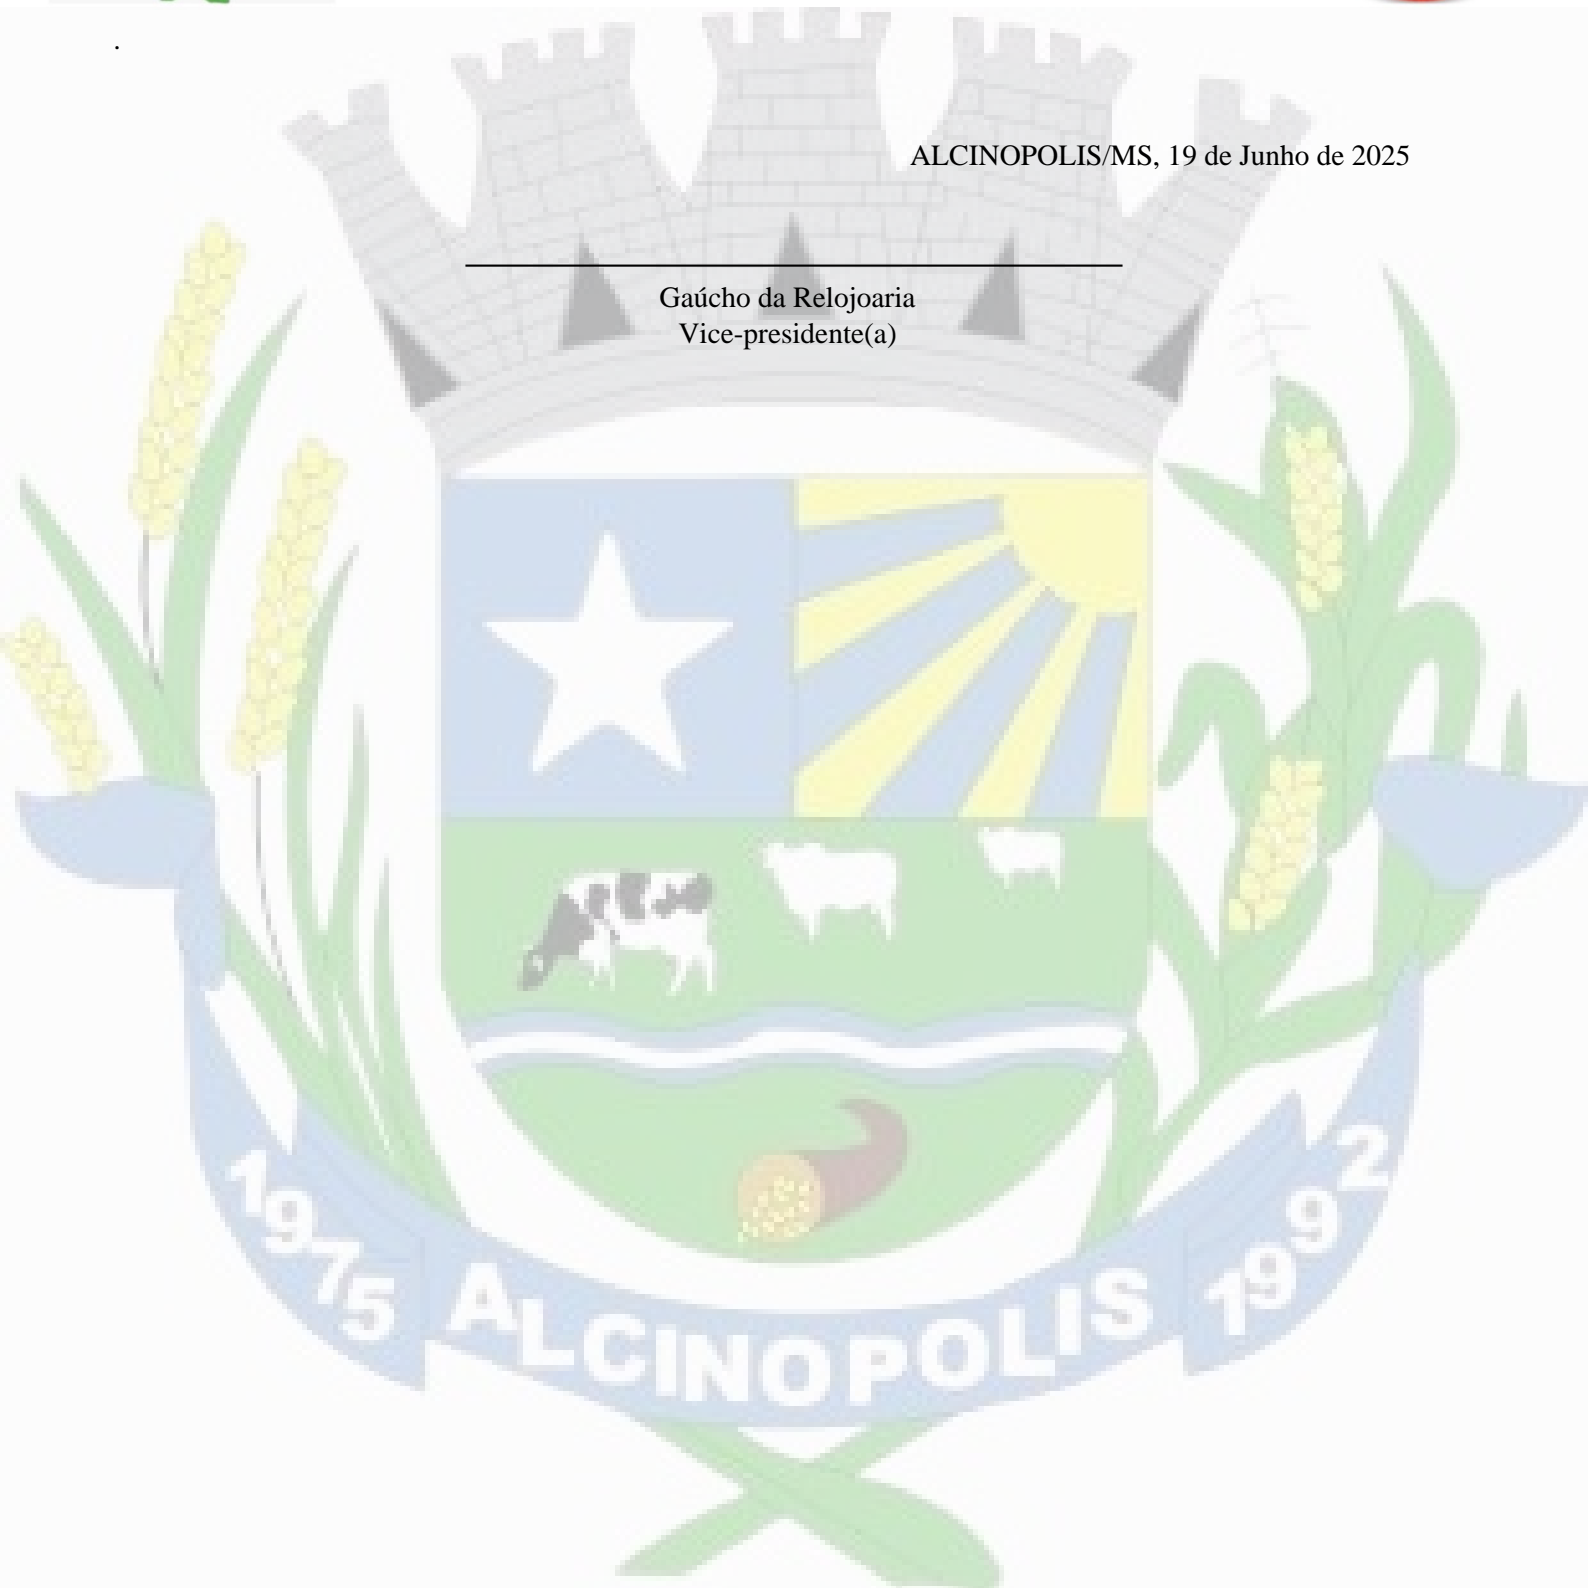 .
ALCINOPOLIS/MS, 19 de Junho de 2025
Gaúcho da Relojoaria
Vice-presidente(a)
1975 ALCINOPOLIS 1992